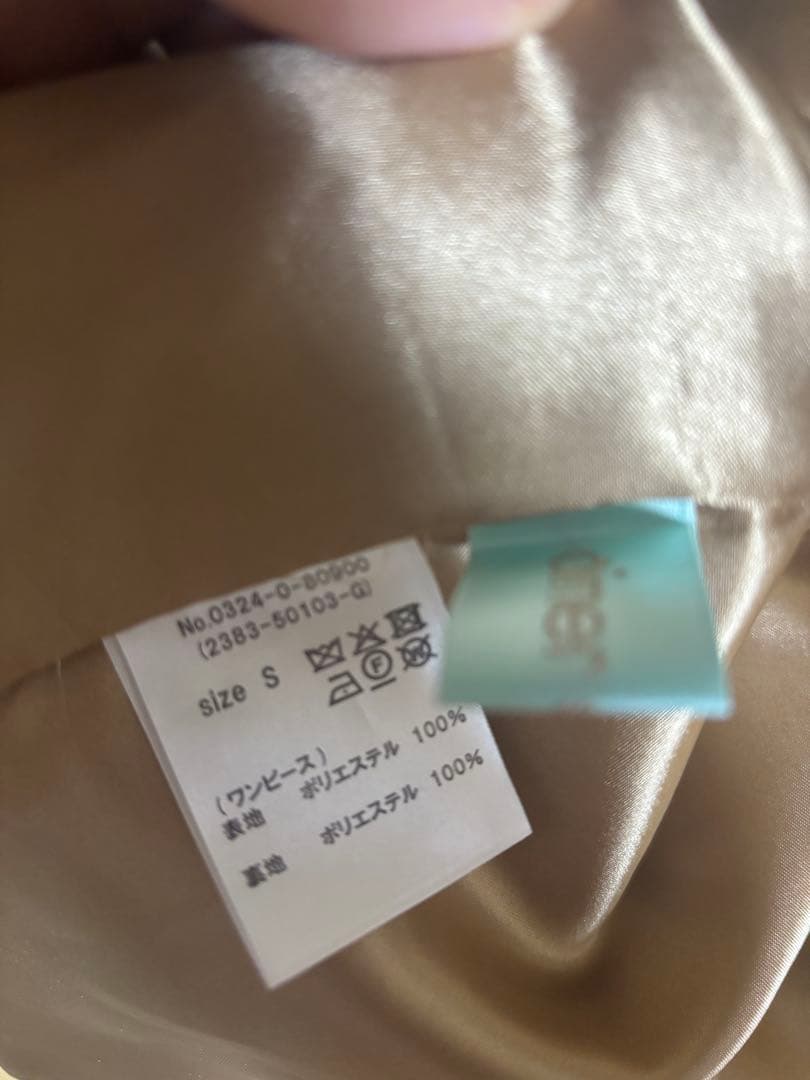 No.0324-0-80900
(2383-50103-G)
size S
(ワンピース)
表地 ポリエステル 100%
裏地 ポリエステル 100%